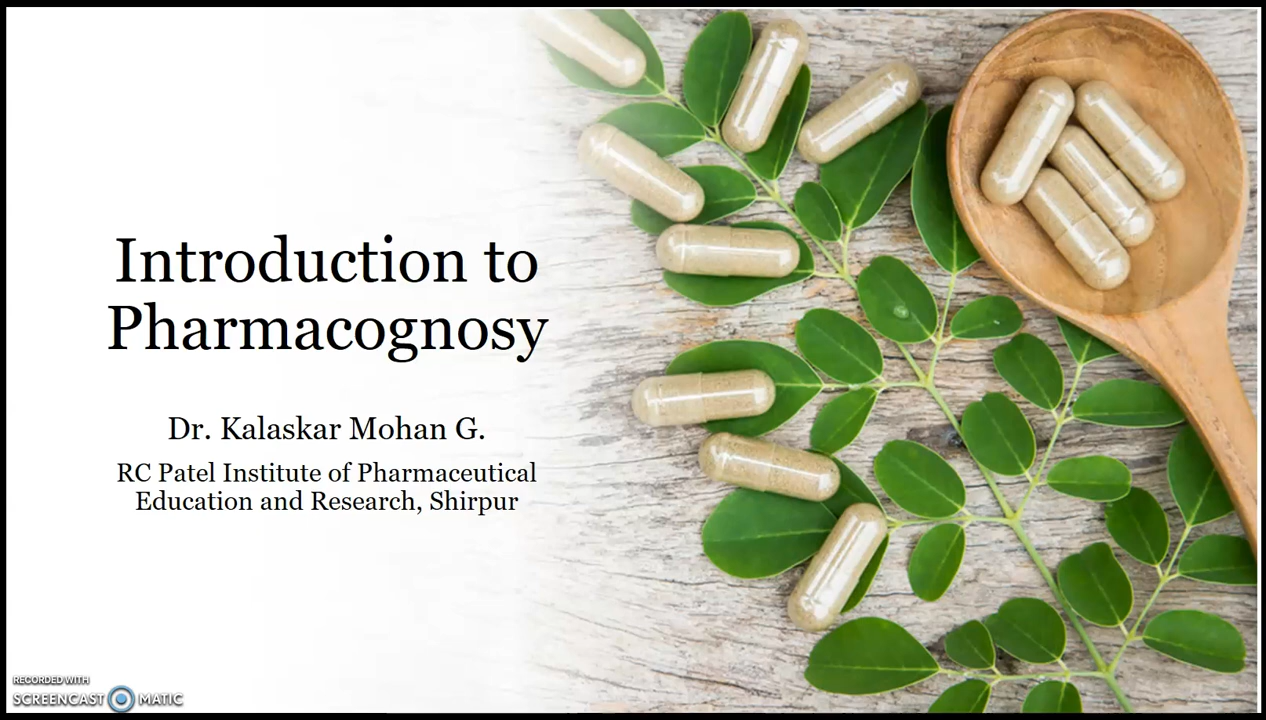 Introduction to
Pharmacognosy
Dr. Kalaskar Mohan G.
RC Patel Institute of Pharmaceutical
Education and Research, Shirpur
RECORDED WITH
SCREENCAST MATIC